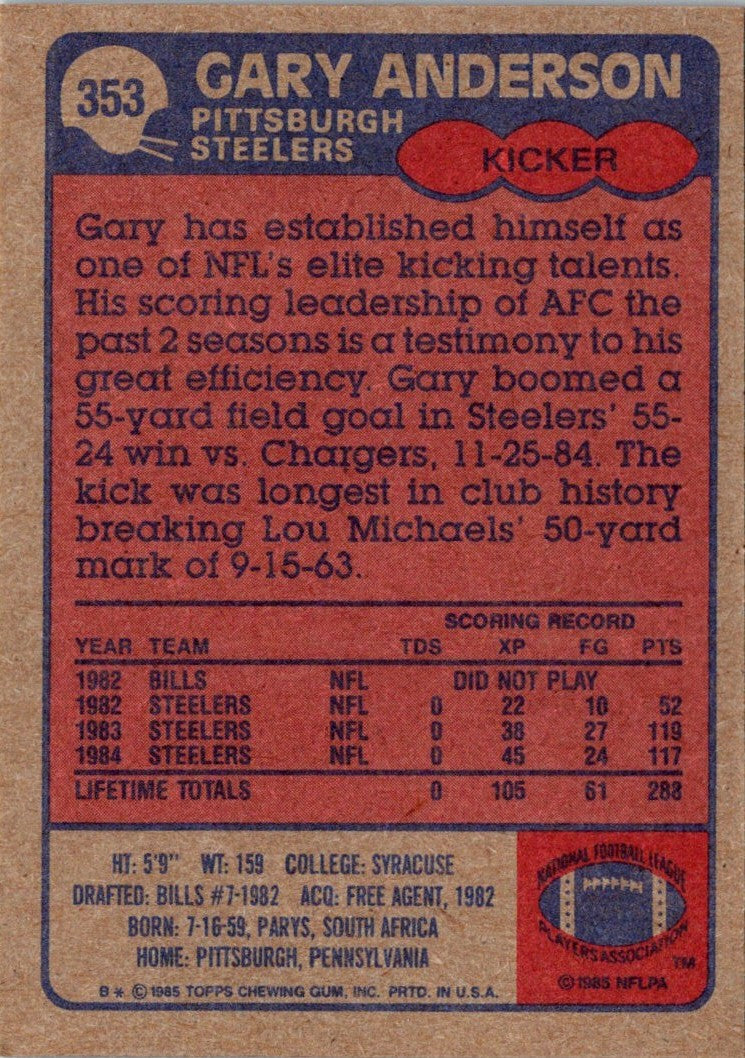 353
GARY ANDERSON
PITTSBURGH
STEELERS
KICKER
Gary has established himself as
one of NFL's elite kicking talents.
His scoring leadership of AFC the
past 2 seasons is a testimony to his
great efficiency. Gary boomed a
55-yard field goal in Steelers' 55-
24 win vs. Chargers, 11-25-84. The
kick was longest in club history
breaking Lou Michaels' 50-yard
mark of 9-15-63.
SCORING RECORD
YEAR TEAM TDS XP FG PTS
1982 BILLS NFL DID NOT PLAY
1982 STEELERS NFL 0 22 10 52
1983 STEELERS NFL 0 38 27 119
1984 STEELERS NFL 0 45 24 117
LIFETIME TOTALS 0 105 61 288
HT: 5'9" WT: 159 COLLEGE: SYRACUSE
DRAFTED: BILLS #7-1982 ACQ: FREE AGENT, 1982
BORN: 7-16-59, PARYS, SOUTH AFRICA
HOME: PITTSBURGH, PENNSYLVANIA
B * © 1985 TOPPS CHEWING GUM, INC. PRTD. IN U.S.A.
NATIONAL FOOTBALL LEAGUE
PLAYERS ASSOCIATION
TM
© 1985 NFLPA